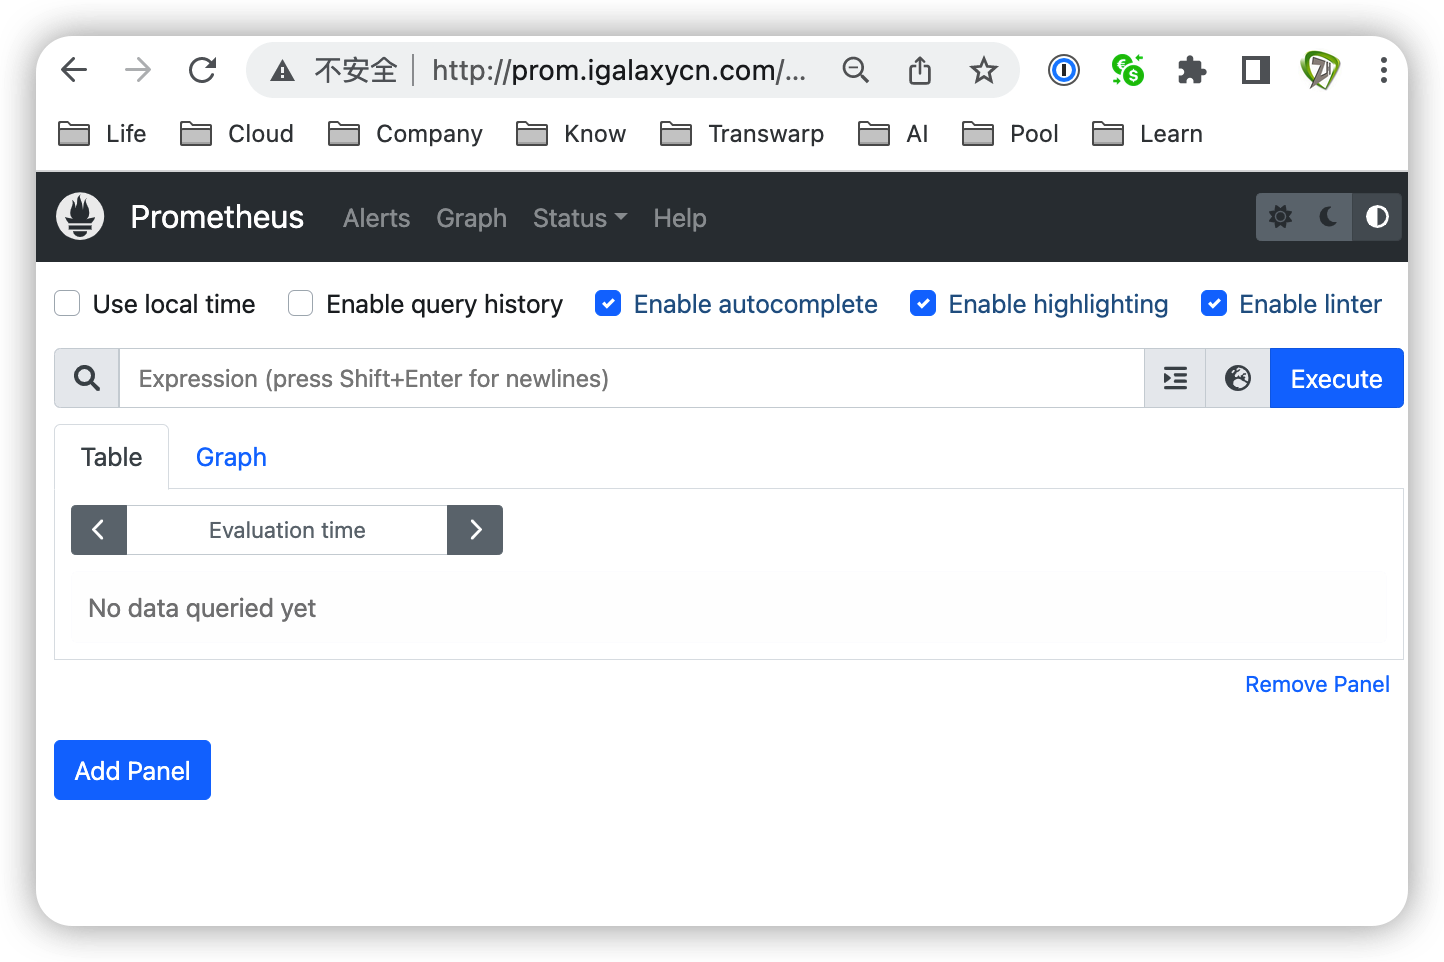 不安全 http://prom.igalaxycn.com/...
Life Cloud Company Know Transwarp AI Pool Learn
Prometheus Alerts Graph Status Help
Use local time Enable query history Enable autocomplete Enable highlighting Enable linter
Expression (press Shift+Enter for newlines) Execute
Table Graph
Evaluation time
No data queried yet
Remove Panel
Add Panel